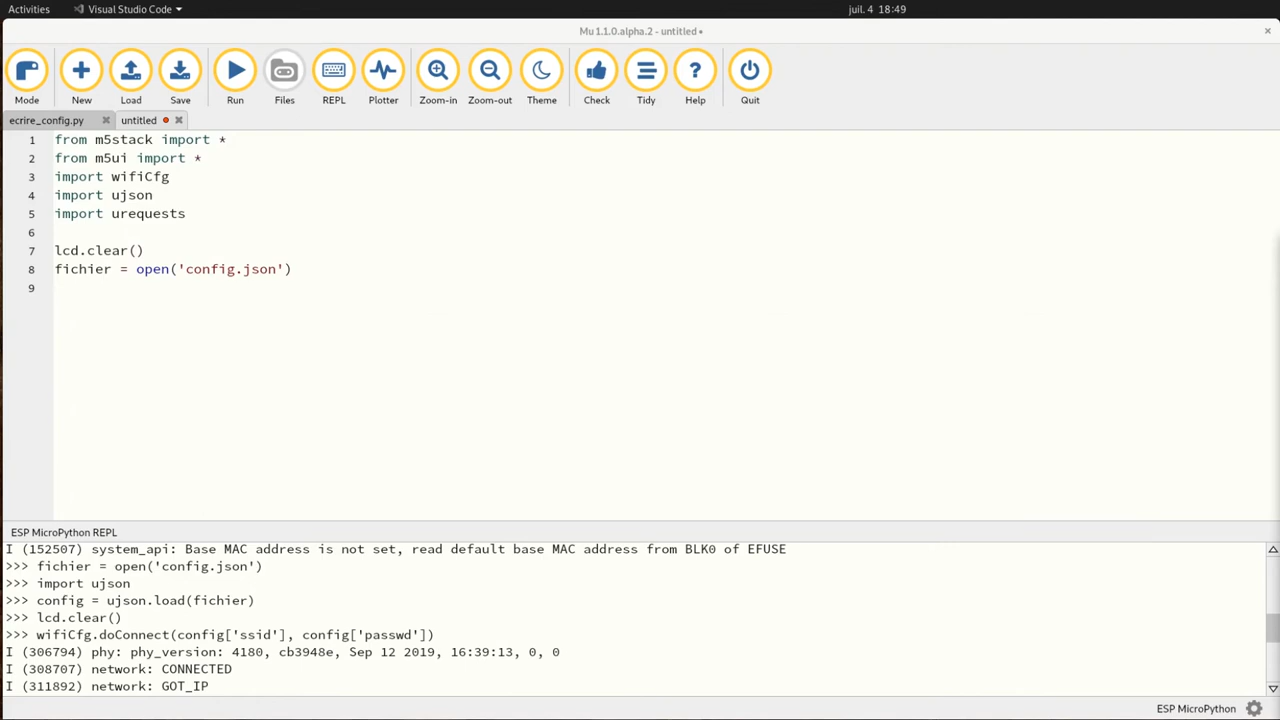 Activities Visual Studio Code juil. 4 18:49
Mu 1.1.0.alpha.2 - untitled •
Mode New Load Save Run Files REPL Plotter Zoom-in Zoom-out Theme Check Tidy Help Quit
ecrire_config.py untitled
1 from m5stack import *
2 from m5ui import *
3 import wifiCfg
4 import ujson
5 import urequests
6
7 lcd.clear()
8 fichier = open('config.json')
9
ESP MicroPython REPL
I (152507) system_api: Base MAC address is not set, read default base MAC address from BLK0 of EFUSE
>>> fichier = open('config.json')
>>> import ujson
>>> config = ujson.load(fichier)
>>> lcd.clear()
>>> wifiCfg.doConnect(config['ssid'], config['passwd'])
I (306794) phy: phy_version: 4180, cb3948e, Sep 12 2019, 16:39:13, 0, 0
I (308707) network: CONNECTED
I (311892) network: GOT_IP
ESP MicroPython